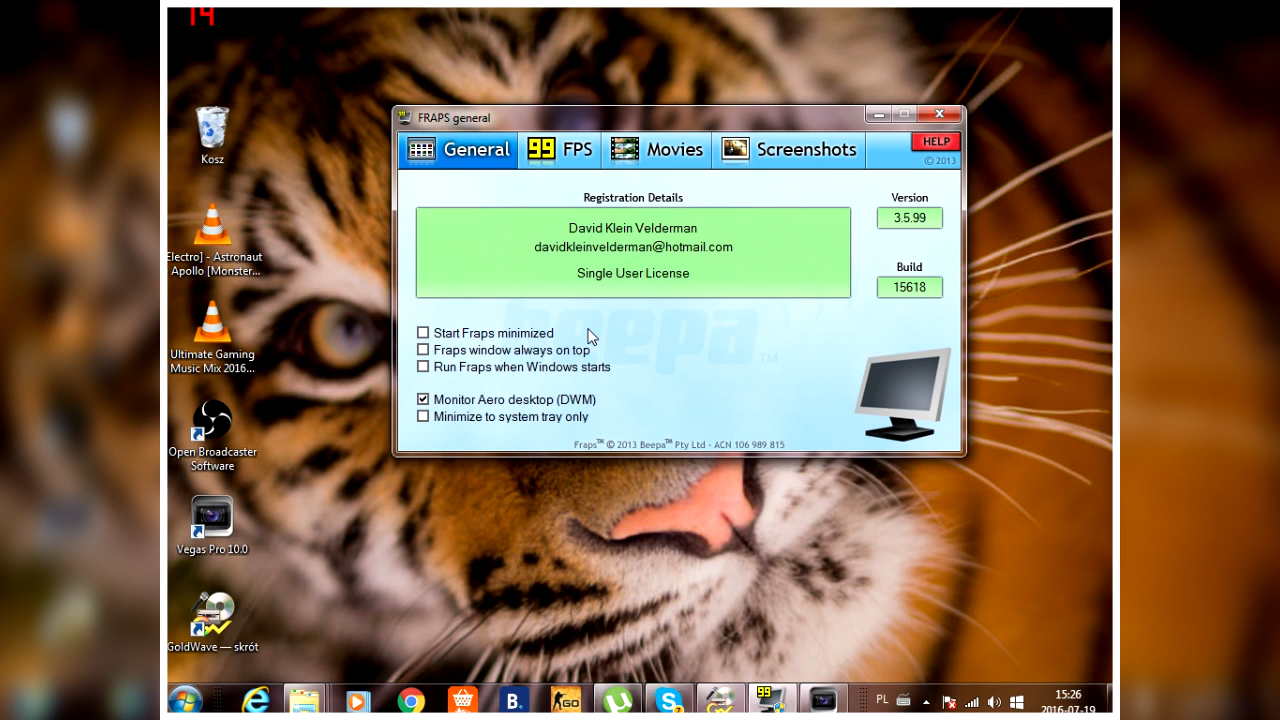 14
Kosz
Electro] - Astronaut
Apollo [Monster...
Ultimate Gaming
Music Mix 2016...
Open Broadcaster
Software
Vegas Pro 10.0
GoldWave — skrót
99
FRAPS general
General
99 FPS
Movies
Screenshots
HELP
© 2013
Registration Details
David Klein Velderman
davidkleinvelderman@hotmail.com
Single User License
Version
3.5.99
Build
15618
beepa™
Start Fraps minimized
Fraps window always on top
Run Fraps when Windows starts
Monitor Aero desktop (DWM)
Minimize to system tray only
Fraps™ © 2013 Beepa™ Pty Ltd - ACN 106 989 815
B.
GO
99
PL
15:26
2016-07-19